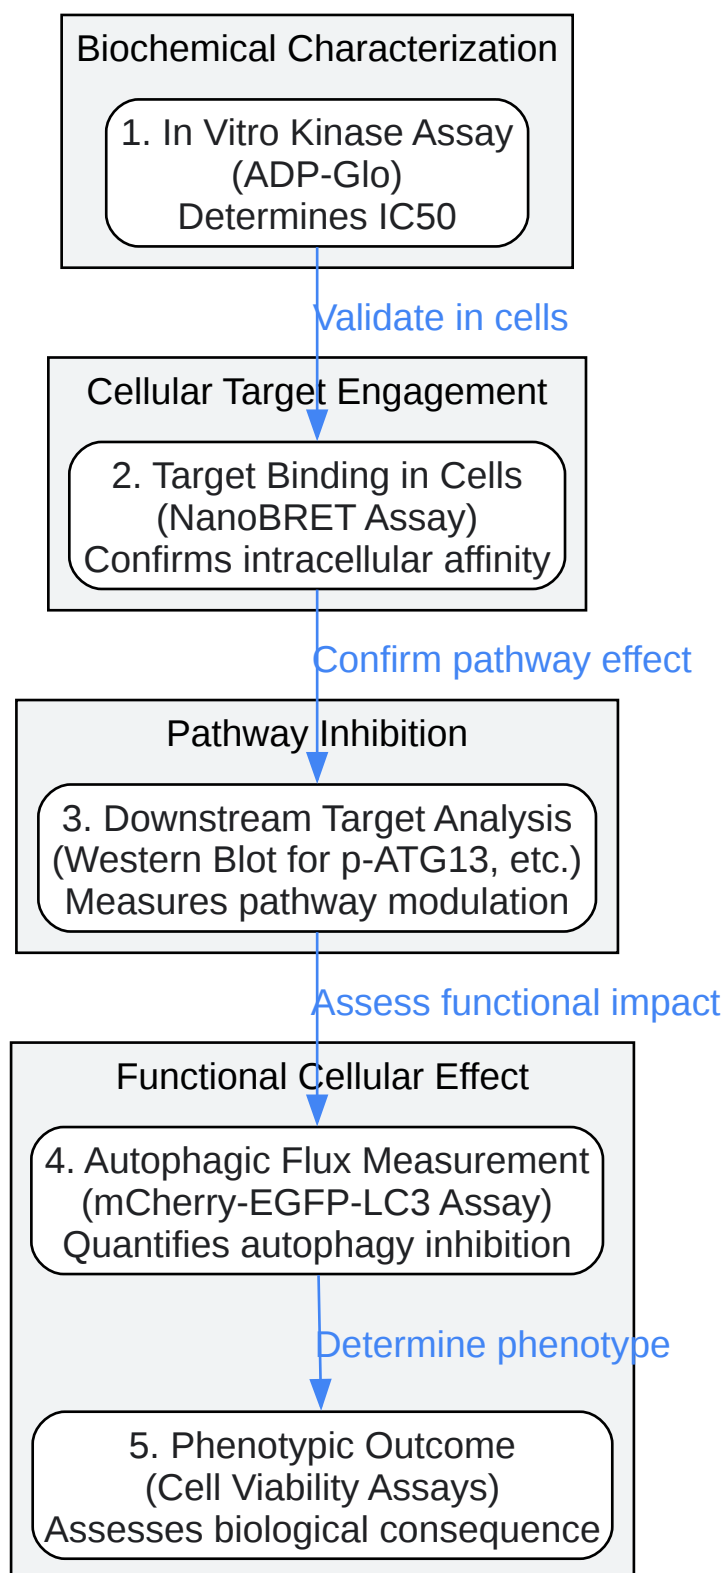 Biochemical Characterization
1. In Vitro Kinase Assay
(ADP-Glo)
Determines IC50
Validate in cells
Cellular Target Engagement
2. Target Binding in Cells
(NanoBRET Assay)
Confirms intracellular affinity
Confirm pathway effect
Pathway Inhibition
3. Downstream Target Analysis
(Western Blot for p-ATG13, etc.)
Measures pathway modulation
Assess functional impact
Functional Cellular Effect
4. Autophagic Flux Measurement
(mCherry-EGFP-LC3 Assay)
Quantifies autophagy inhibition
Determine phenotype
5. Phenotypic Outcome
(Cell Viability Assays)
Assesses biological consequence